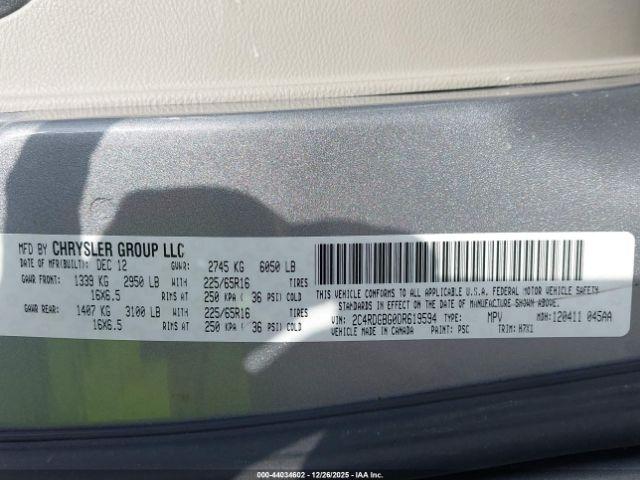 MFD BY CHRYSLER GROUP LLC
DATE OF MFR(BUILT): DEC 12 GVWR: 2745 KG 6050 LB
GAWR FRONT: 1339 KG 2950 LB WITH 225/65R16 TIRES
16X6.5 RIMS AT 250 KPA ( 36 PSI) COLD
GAWR REAR: 1407 KG 3100 LB WITH 225/65R16 TIRES
16X6.5 RIMS AT 250 KPA ( 36 PSI) COLD
THIS VEHICLE CONFORMS TO ALL APPLICABLE U.S.A. FEDERAL MOTOR VEHICLE SAFETY
STANDARDS IN EFFECT ON THE DATE OF MANUFACTURE-SHOWN ABOVE.
VIN: 2C4RDGBG0DR619594 TYPE: MPV MDH:120411 045AA
VEHICLE MADE IN CANADA PAINT: PSC TRIM: H7X1
000-44034602 - 12/26/2025 - IAAI.com